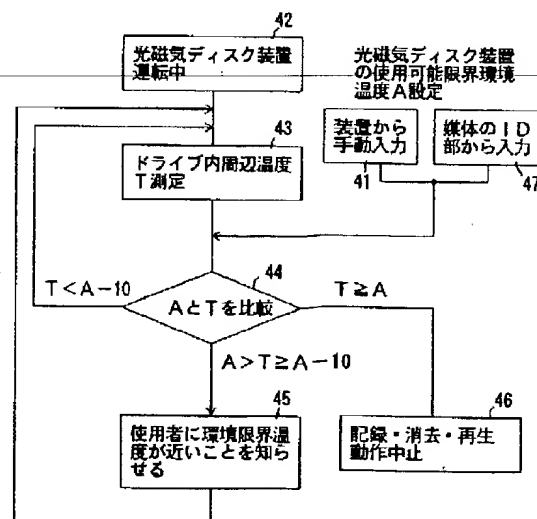 42
光磁気ディスク装置
運転中
光磁気ディスク装置
の使用可能限界環境
温度A設定
43
装置から
手動入力
41
媒体のID
部から入力
47
ドライブ内周辺温度
T測定
44
T<A-10
AとTを比較
T≧A
A>T≧A-10
45
使用者に環境限界温
度が近いことを知ら
せる
46
記録・消去・再生
動作中止